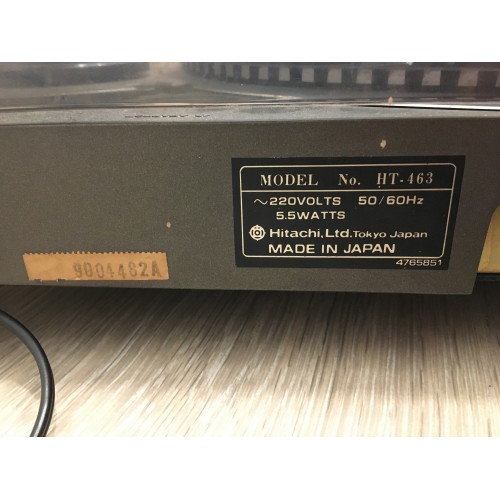 MODEL No. HT-463
~220VOLTS 50/60Hz
5.5WATTS
Hitachi, Ltd. Tokyo Japan
MADE IN JAPAN
4765851
9004482A